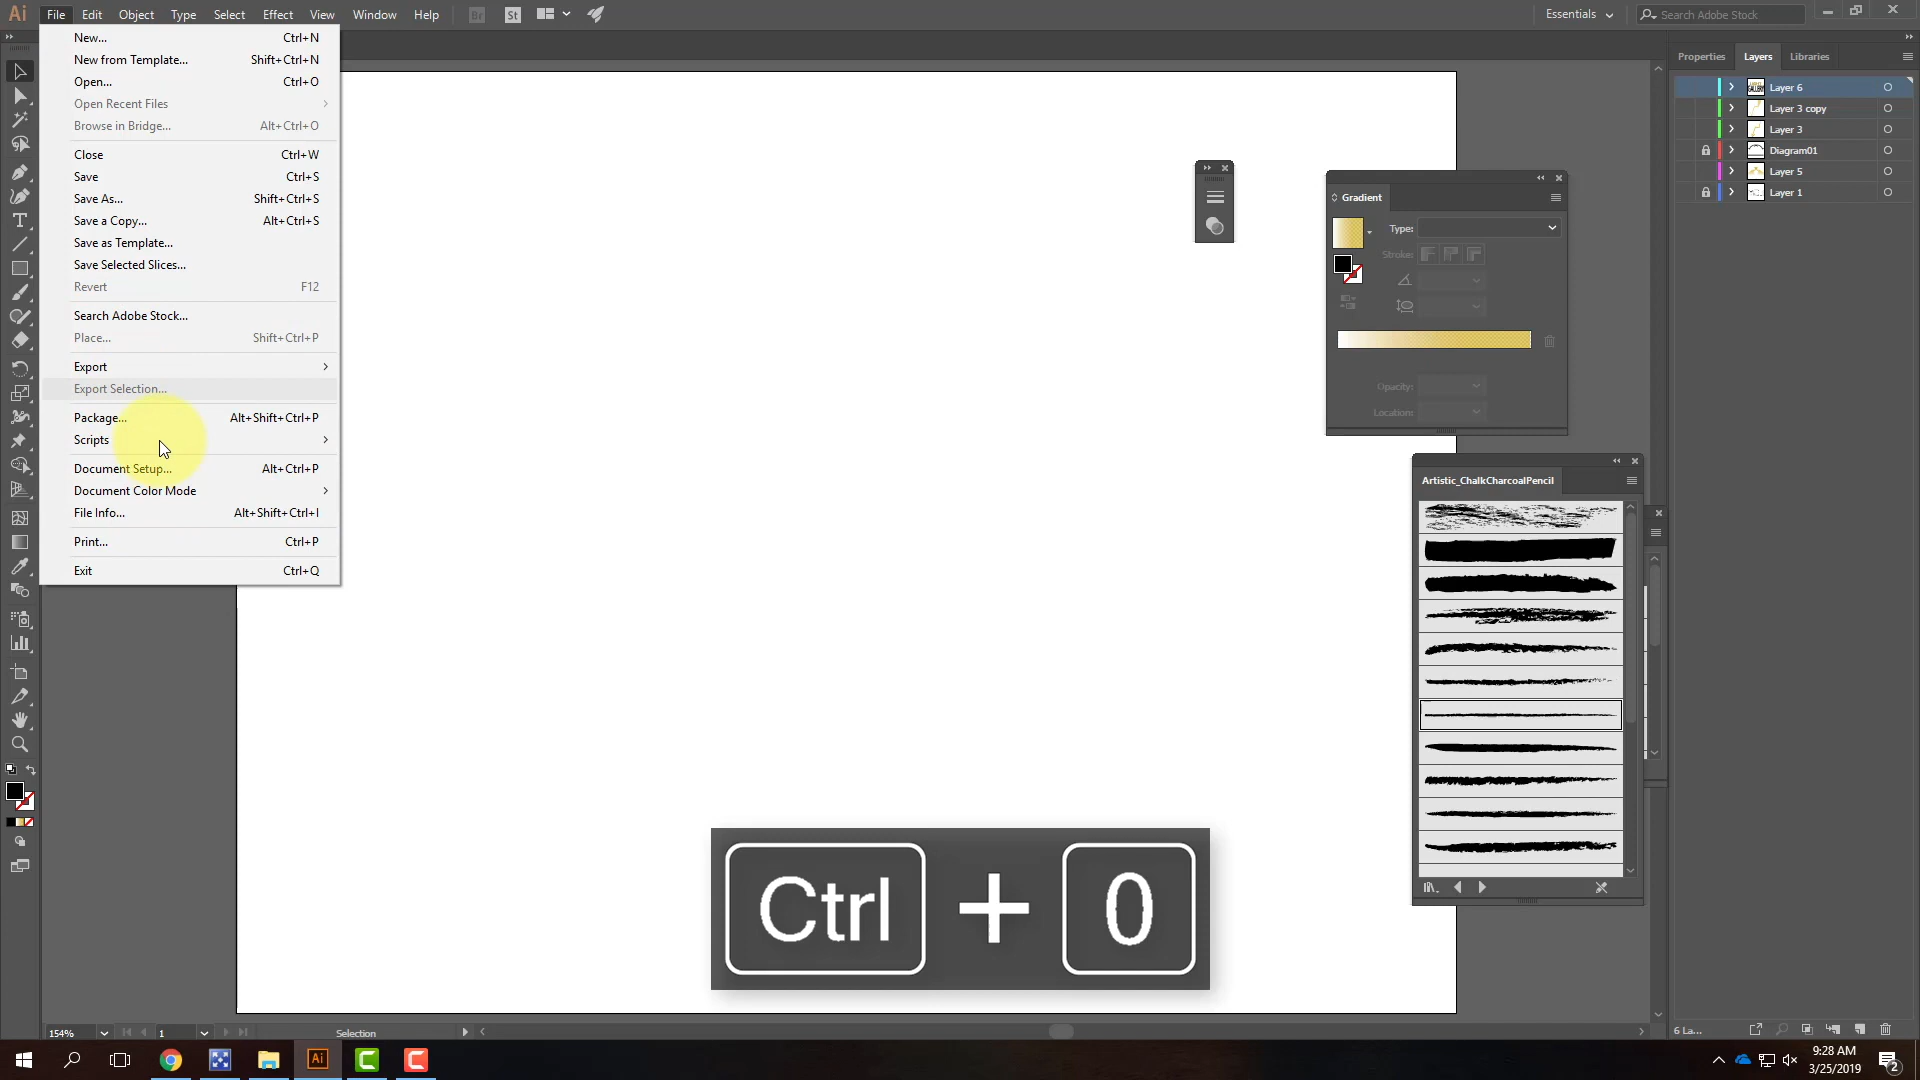 Ai File Edit Object Type Select Effect View Window Help Br St Essentials Search Adobe Stock
New... Ctrl+N
New from Template... Shift+Ctrl+N
Open... Ctrl+O
Open Recent Files
Browse in Bridge... Alt+Ctrl+O
Close Ctrl+W
Save Ctrl+S
Save As... Shift+Ctrl+S
Save a Copy... Alt+Ctrl+S
Save as Template...
Save Selected Slices...
Revert F12
Search Adobe Stock...
Place... Shift+Ctrl+P
Export
Export Selection...
Package... Alt+Shift+Ctrl+P
Scripts
Document Setup... Alt+Ctrl+P
Document Color Mode
File Info... Alt+Shift+Ctrl+I
Print... Ctrl+P
Exit Ctrl+Q
Properties Layers Libraries
Layer 6
Layer 3 copy
Layer 3
Diagram01
Layer 5
Layer 1
Gradient
Type:
Stroke:
Opacity:
Location:
Artistic_ChalkCharcoalPencil
Ctrl + 0
154% 1 Selection
6 La...
Ai
9:28 AM
3/25/2019
2